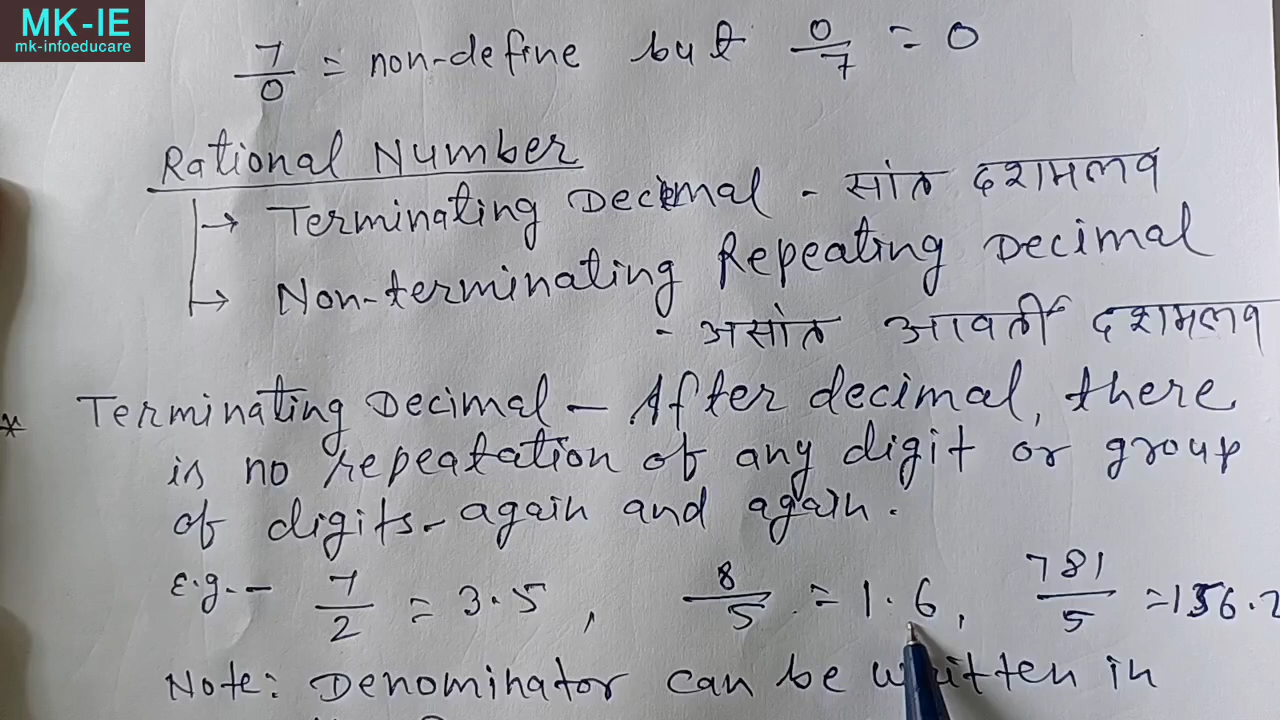 MK-IE
mk-infoeducare
7/0 = non-define but 0/7 = 0
Rational Number
→ Terminating Decimal - सांत दशमलव
→ Non-terminating Repeating Decimal
- असांत आवर्ती दशमलव
* Terminating Decimal – After decimal, there
is no repeatation of any digit or group
of digits - again and again.
E.g. - 7/2 = 3.5, 8/5 = 1.6, 781/5 = 156.2
Note: Denominator can be written in